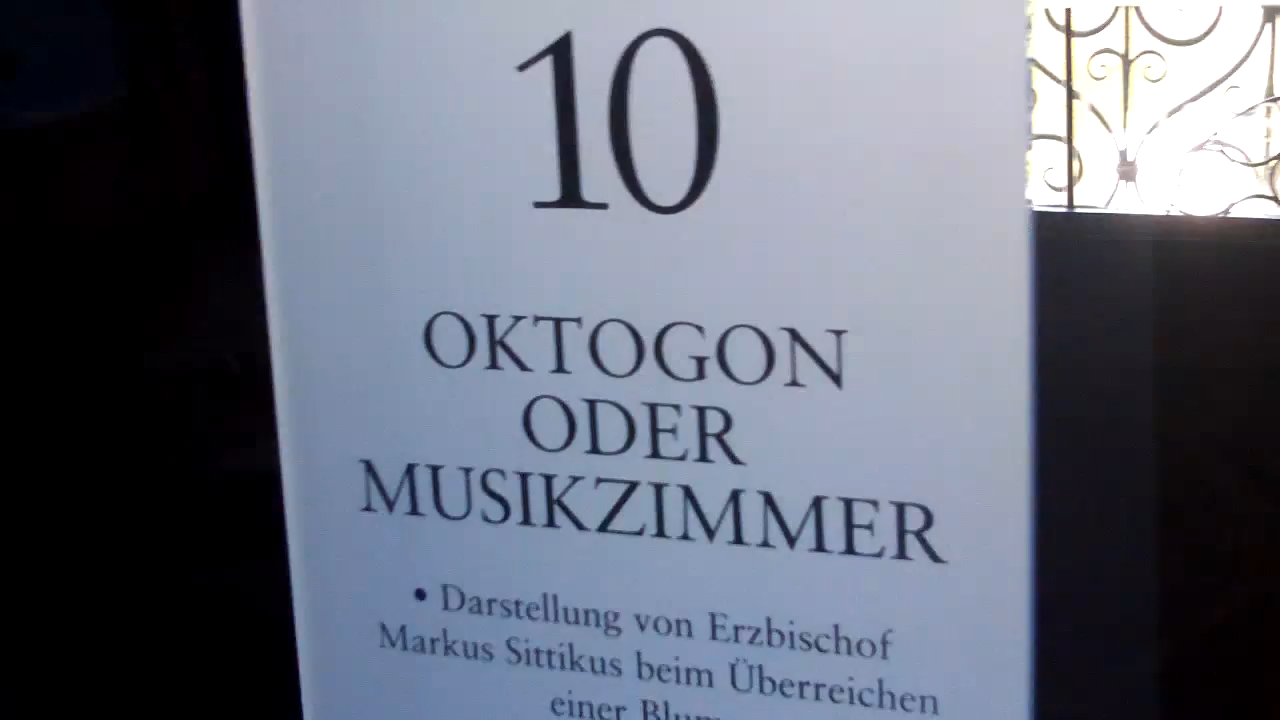 10
OKTOGON
ODER
MUSIKZIMMER
• Darstellung von Erzbischof
Markus Sittikus beim Überreichen
einer